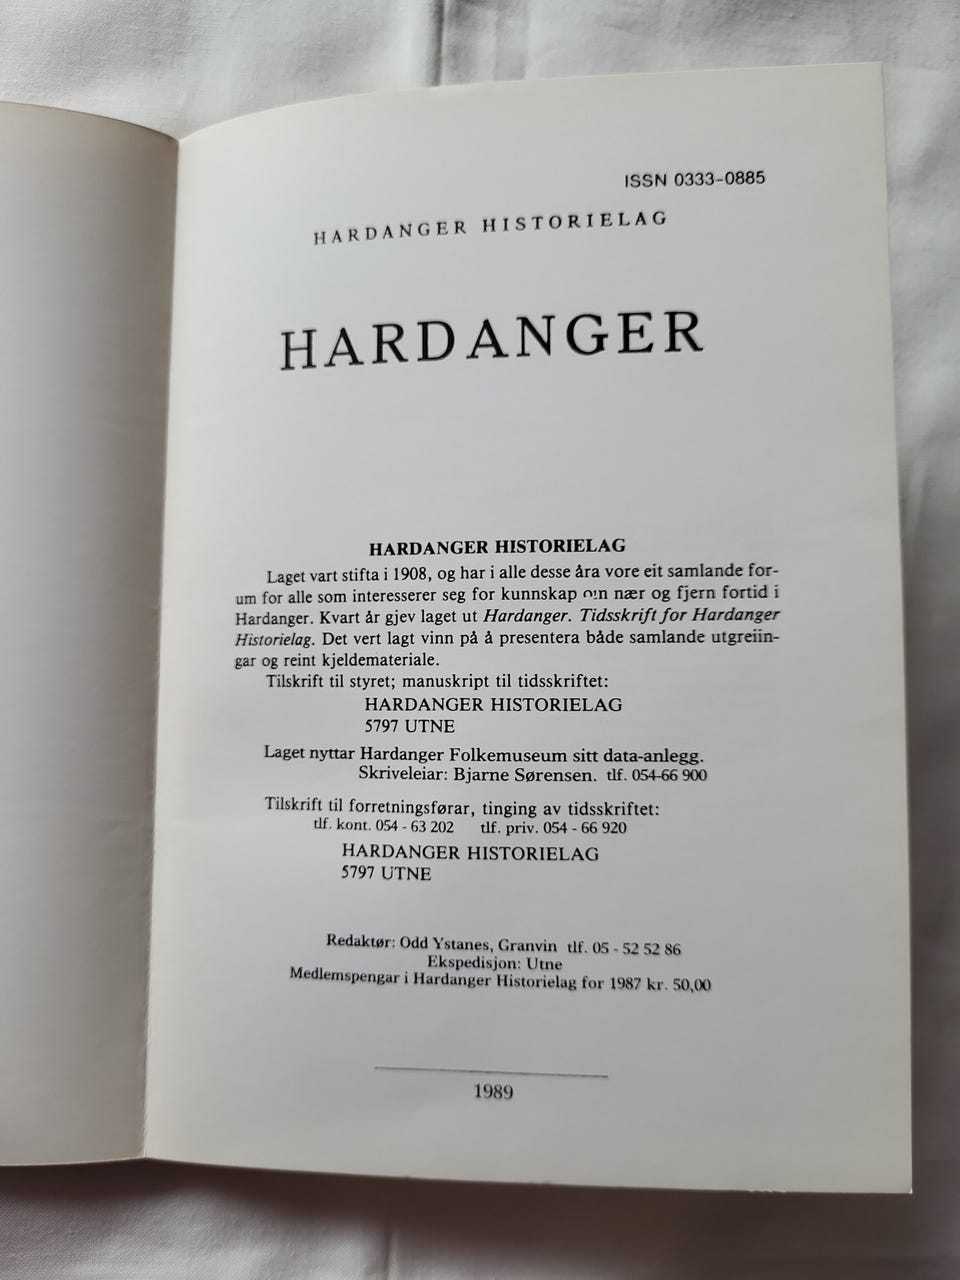 ISSN 0333-0885
HARDANGER HISTORIELAG
HARDANGER
HARDANGER HISTORIELAG
Laget vart stifta i 1908, og har i alle desse åra vore eit samlande for-
um for alle som interesserer seg for kunnskap om nær og fjern fortid i
Hardanger. Kvart år gjev laget ut Hardanger. Tidsskrift for Hardanger
Historielag. Det vert lagt vinn på å presentera både samlande utgreiin-
gar og reint kjeldemateriale.
Tilskrift til styret; manuskript til tidsskriftet:
HARDANGER HISTORIELAG
5797 UTNE
Laget nyttar Hardanger Folkemuseum sitt data-anlegg.
Skriveleiar: Bjarne Sørensen. tlf. 054-66 900
Tilskrift til forretningsførar, tinging av tidsskriftet:
tlf. kont. 054 - 63 202 tlf. priv. 054 - 66 920
HARDANGER HISTORIELAG
5797 UTNE
Redaktør: Odd Ystanes, Granvin tlf. 05 - 52 52 86
Ekspedisjon: Utne
Medlemspengar i Hardanger Historielag for 1987 kr. 50,00
1989